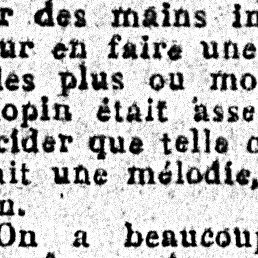 r des mains in
ur en faire une
les plus ou mo
opin était asse
cider que telle c
ait une mélodie,
n.
On a beaucoup